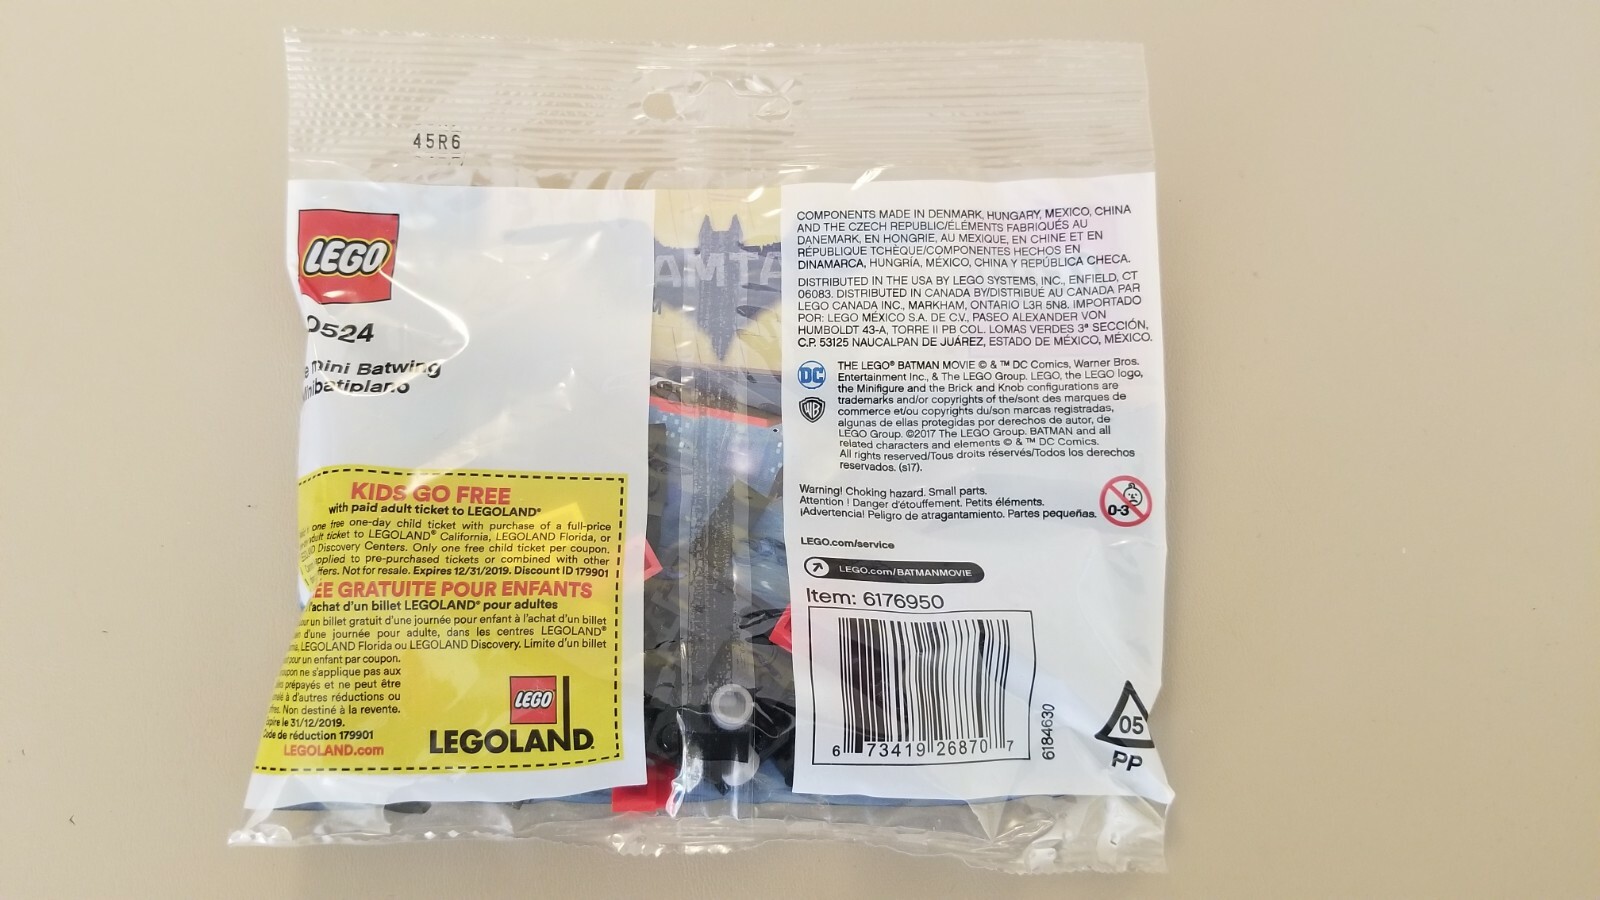 45R6
LEGO
0524
mini Batwing
Minibatiplano
KIDS GO FREE
with paid adult ticket to LEGOLAND®
one free one-day child ticket with purchase of a full-price
adult ticket to LEGOLAND® California, LEGOLAND Florida, or
Discovery Centers. Only one free child ticket per coupon.
applied to pre-purchased tickets or combined with other
offers. Not for resale. Expires 12/31/2019. Discount ID 179901
GRATUITE POUR ENFANTS
l'achat d'un billet LEGOLAND® pour adultes
un billet gratuit d'une journée pour enfant à l'achat d'un billet
d'une journée pour adulte, dans les centres LEGOLAND®
LEGOLAND Florida ou LEGOLAND Discovery. Limite d'un billet
pour un enfant par coupon.
coupon ne s'applique pas aux
prépayés et ne peut être
à d'autres réductions ou
offres. Non destiné à la revente.
Expire le 31/12/2019.
Code de réduction 179901
LEGOLAND.com
LEGO
LEGOLAND®
COMPONENTS MADE IN DENMARK, HUNGARY, MEXICO, CHINA
AND THE CZECH REPUBLIC/ÉLÉMENTS FABRIQUÉS AU
DANEMARK, EN HONGRIE, AU MEXIQUE, EN CHINE ET EN
RÉPUBLIQUE TCHÈQUE/COMPONENTES HECHOS EN
DINAMARCA, HUNGRÍA, MÉXICO, CHINA Y REPÚBLICA CHECA.
DISTRIBUTED IN THE USA BY LEGO SYSTEMS, INC., ENFIELD, CT
06083. DISTRIBUTED IN CANADA BY/DISTRIBUÉ AU CANADA PAR
LEGO CANADA INC., MARKHAM, ONTARIO L3R 5N8. IMPORTADO
POR: LEGO MÉXICO S.A. DE C.V., PASEO ALEXANDER VON
HUMBOLDT 43-A, TORRE II PB COL. LOMAS VERDES 3ª SECCIÓN,
C.P. 53125 NAUCALPAN DE JUÁREZ, ESTADO DE MÉXICO, MÉXICO.
DC
WB
THE LEGO® BATMAN MOVIE © & ™ DC Comics, Warner Bros.
Entertainment Inc., & The LEGO Group. LEGO, the LEGO logo,
the Minifigure and the Brick and Knob configurations are
trademarks and/or copyrights of the/sont des marques de
commerce et/ou copyrights du/son marcas registradas,
algunas de ellas protegidas por derechos de autor, de
LEGO Group. ©2017 The LEGO Group. BATMAN and all
related characters and elements © & ™ DC Comics.
All rights reserved/Tous droits réservés/Todos los derechos
reservados. (s17).
Warning! Choking hazard. Small parts.
Attention ! Danger d'étouffement. Petits éléments.
¡Advertencia! Peligro de atragantamiento. Partes pequeñas.
0-3
LEGO.com/service
LEGO.com/BATMANMOVIE
Item: 6176950
6 73419 26870 7
6184630
05
PP